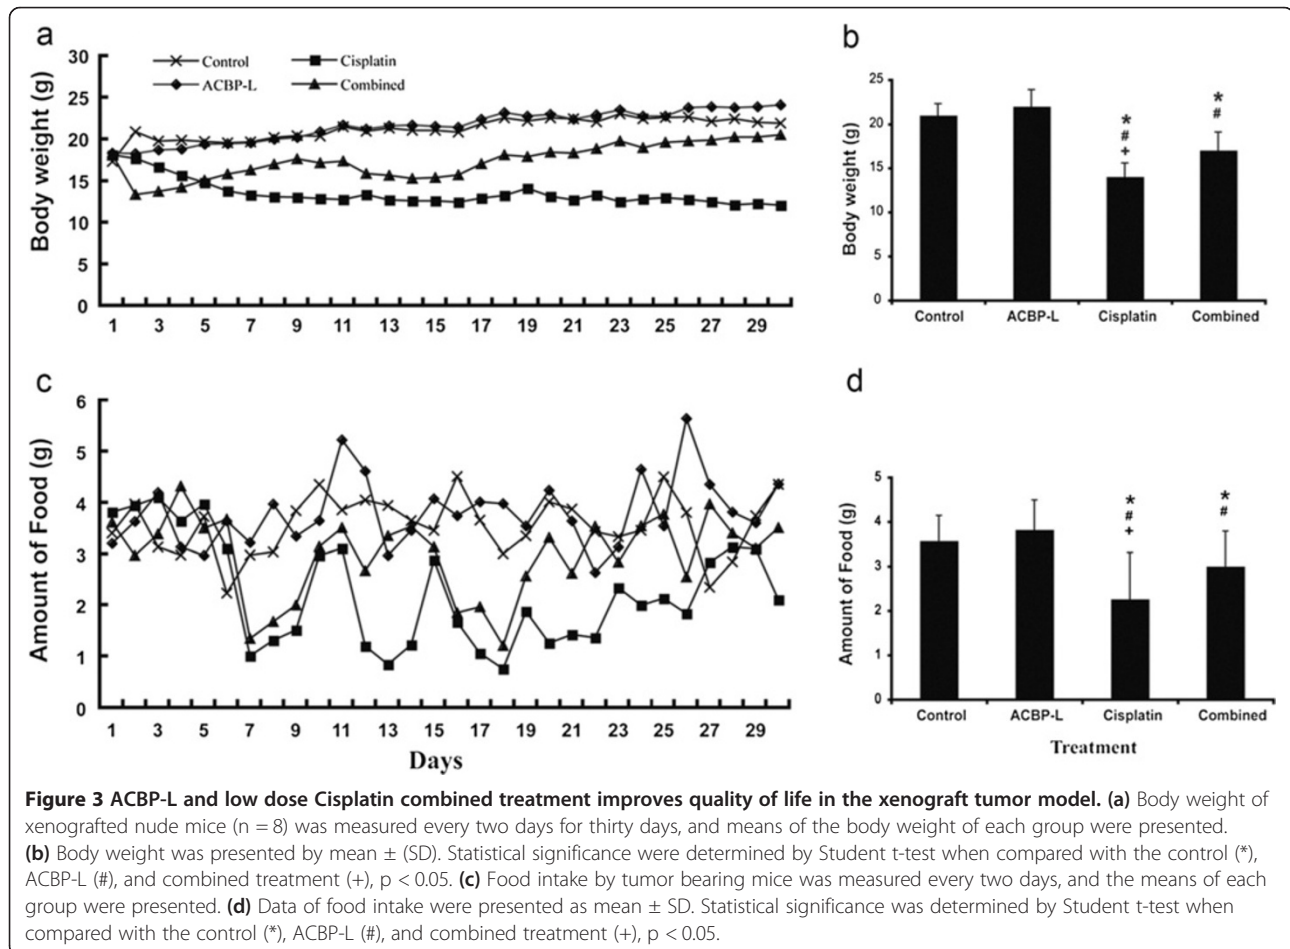 a
Body weight (g)
30
25
20
15
10
5
0
Control
Cisplatin
ACBP-L
Combined
1 3 5 7 9 11 13 15 17 19 21 23 25 27 29
b
Body weight (g)
25
20
15
10
5
0
*
#
+
*
#
Control ACBP-L Cisplatin Combined
c
Amount of Food (g)
6
5
4
3
2
1
0
1 3 5 7 9 11 13 15 17 19 21 23 25 27 29
Days
d
Amount of Food (g)
5
4
3
2
1
0
*
#
+
*
#
Control ACBP-L Cisplatin Combined
Treatment
Figure 3 ACBP-L and low dose Cisplatin combined treatment improves quality of life in the xenograft tumor model. (a) Body weight of
xenografted nude mice (n = 8) was measured every two days for thirty days, and means of the body weight of each group were presented.
(b) Body weight was presented by mean ± (SD). Statistical significance were determined by Student t-test when compared with the control (*),
ACBP-L (#), and combined treatment (+), p < 0.05. (c) Food intake by tumor bearing mice was measured every two days, and the means of each
group were presented. (d) Data of food intake were presented as mean ± SD. Statistical significance was determined by Student t-test when
compared with the control (*), ACBP-L (#), and combined treatment (+), p < 0.05.